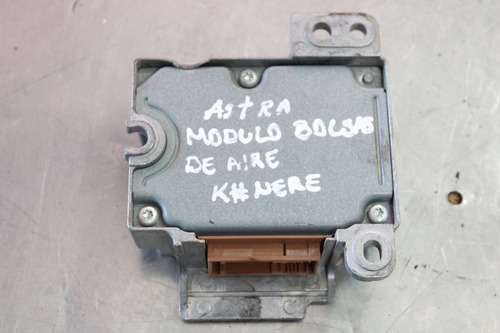 ASTRA
MODULO BOLSAS
DE AIRE
K#NERE